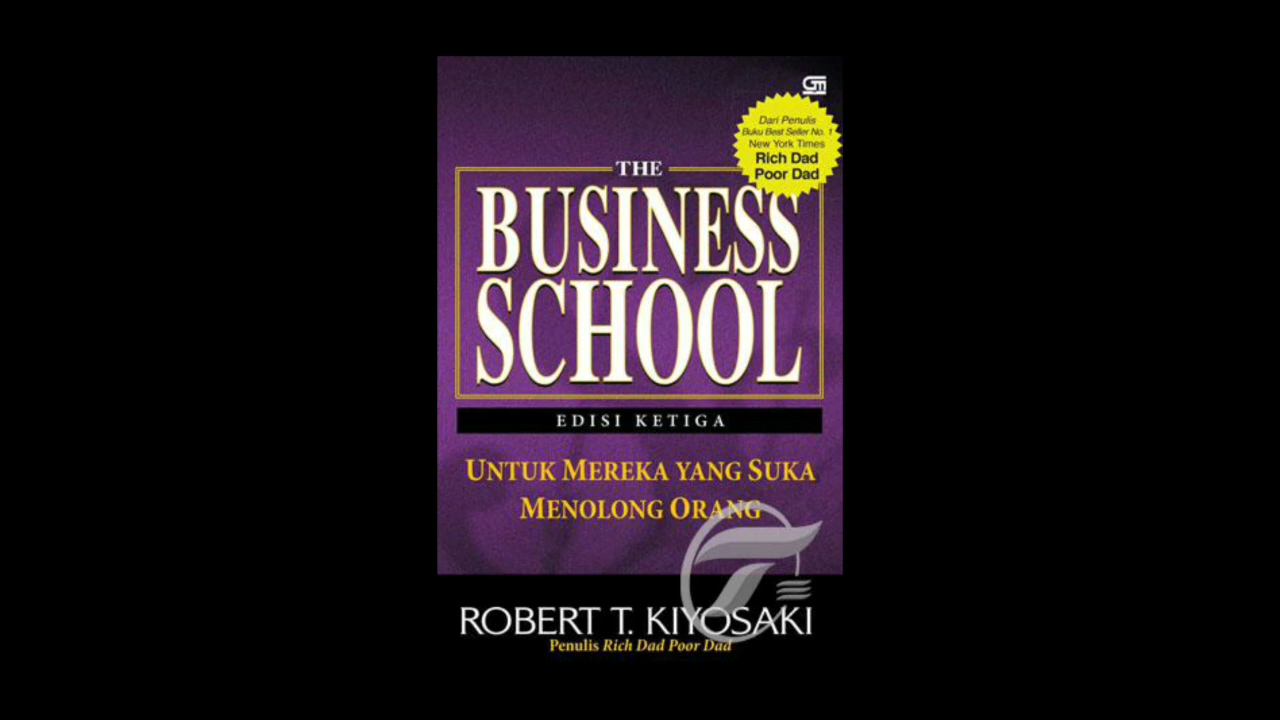 GM
Dari Penulis
Buku Best Seller No. 1
New York Times
Rich Dad
Poor Dad
THE
BUSINESS
SCHOOL
EDISI KETIGA
UNTUK MEREKA YANG SUKA
MENOLONG ORANG
ROBERT T. KIYOSAKI
Penulis Rich Dad Poor Dad